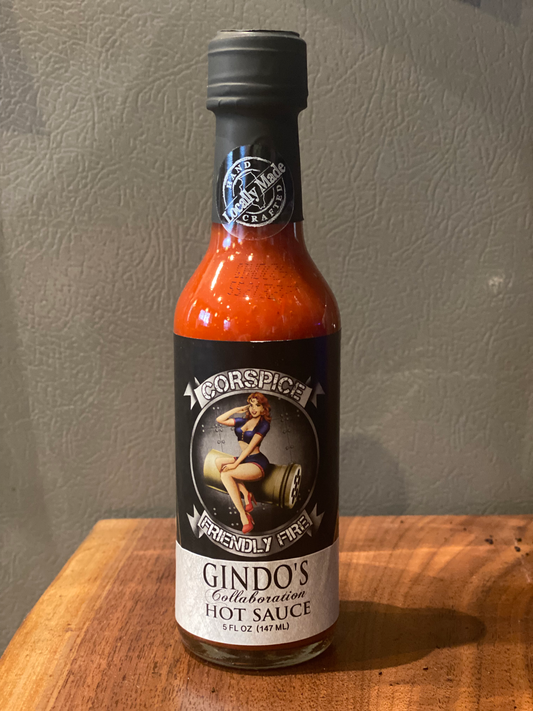 HAND
Locally Made
CRAFTED
CORSPICE
FRIENDLY FIRE
GINDO'S
Collaboration
HOT SAUCE
5 FL OZ (147 ML)